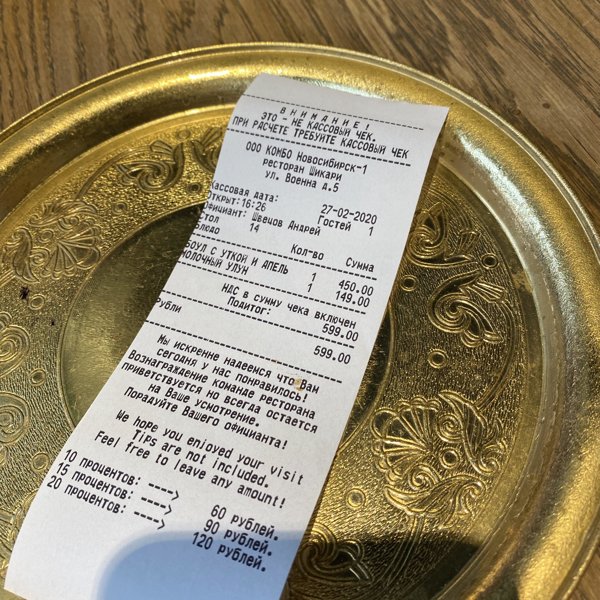 ВНИМАНИЕ!
ЭТО - НЕ КАССОВЫЙ ЧЕК.
ПРИ РАСЧЕТЕ ТРЕБУЙТЕ КАССОВЫЙ ЧЕК
ООО КОМБО Новосибирск-1
ресторан Шикари
ул. Военна д.5
Кассовая дата: 27-02-2020
Открыт:16:26 Гостей 1
Официант: Швецов Андрей
Стол 14
Блюдо Кол-во Сумма
БОУЛ С УТКОЙ И АПЕЛЬ 1 450.00
МОЛОЧНЫЙ УЛУН 1 149.00
НДС В СУММУ ЧЕКА ВКЛЮЧЕН
Подитог: 599.00
Рубли 599.00
Мы искренне надеемся что Вам
сегодня у нас понравилось!
Вознаграждение команде ресторана
приветствуется но всегда остается
на Ваше усмотрение.
Порадуйте Вашего официанта!
We hope you enjoyed your visit
TIPs are not included.
Feel free to leave any amount!
10 процентов: ----> 60 рублей.
15 процентов: ----> 90 рублей.
20 процентов: ----> 120 рублей.